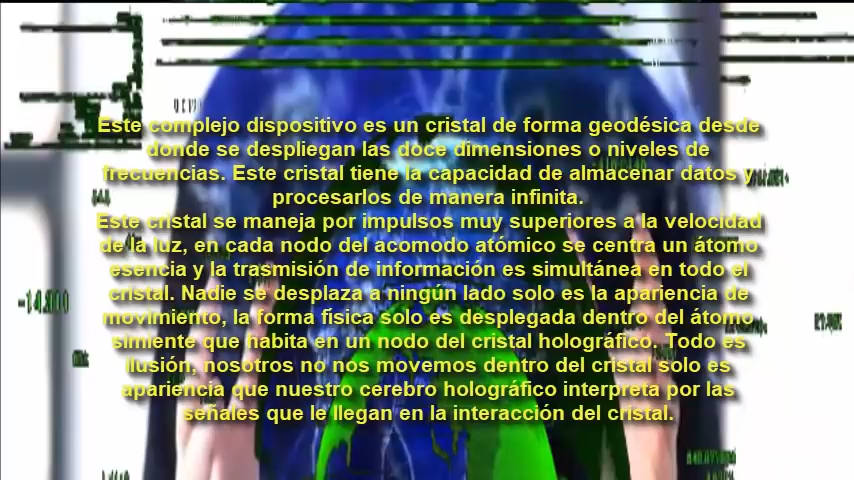 Este complejo dispositivo es un cristal de forma geodésica desde
donde se despliegan las doce dimensiones o niveles de
frecuencias. Este cristal tiene la capacidad de almacenar datos y
procesarlos de manera infinita.
Este cristal se maneja por impulsos muy superiores a la velocidad
de la luz, en cada nodo del acomodo atómico se centra un átomo
esencia y la trasmisión de información es simultánea en todo el
cristal. Nadie se desplaza a ningún lado solo es la apariencia de
movimiento, la forma física solo es desplegada dentro del átomo
simiente que habita en un nodo del cristal holográfico. Todo es
ilusión, nosotros no nos movemos dentro del cristal solo es
apariencia que nuestro cerebro holográfico interpreta por las
señales que le llegan en la interacción del cristal.